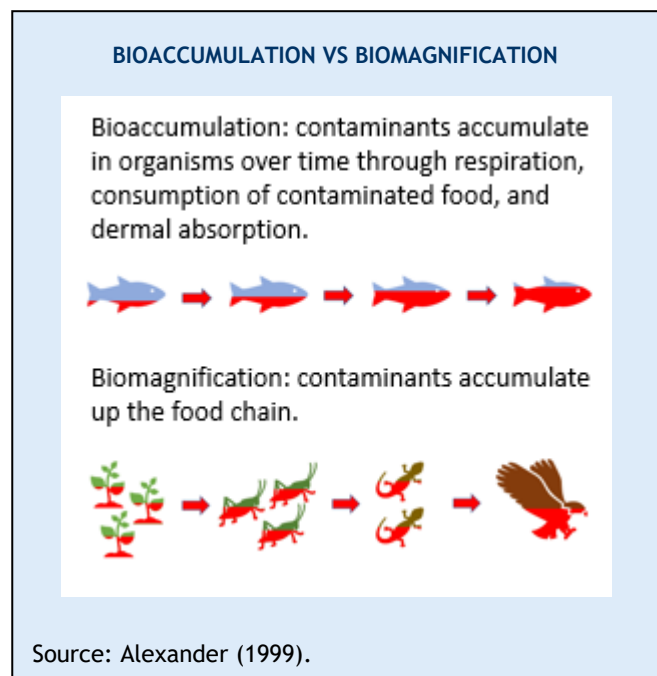 BIOACCUMULATION VS BIOMAGNIFICATION
Bioaccumulation: contaminants accumulate
in organisms over time through respiration,
consumption of contaminated food, and
dermal absorption.
Biomagnification: contaminants accumulate
up the food chain.
Source: Alexander (1999).